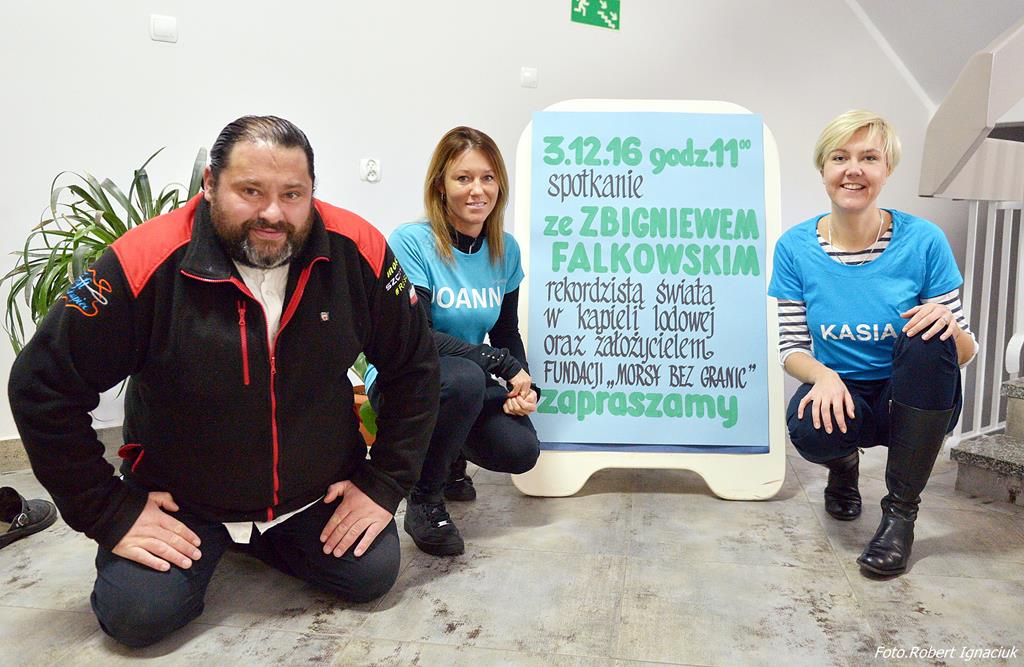 3.12.16 godz.11⁰⁰
spotkanie
ze ZBIGNIEWEM
FALKOWSKIM
rekordzistą świata
w kąpieli lodowej
oraz założycielem
FUNDACJI „MORSY BEZ GRANIC”
zapraszamy
JOANN
KASIA
Foto.Robert Ignaciuk